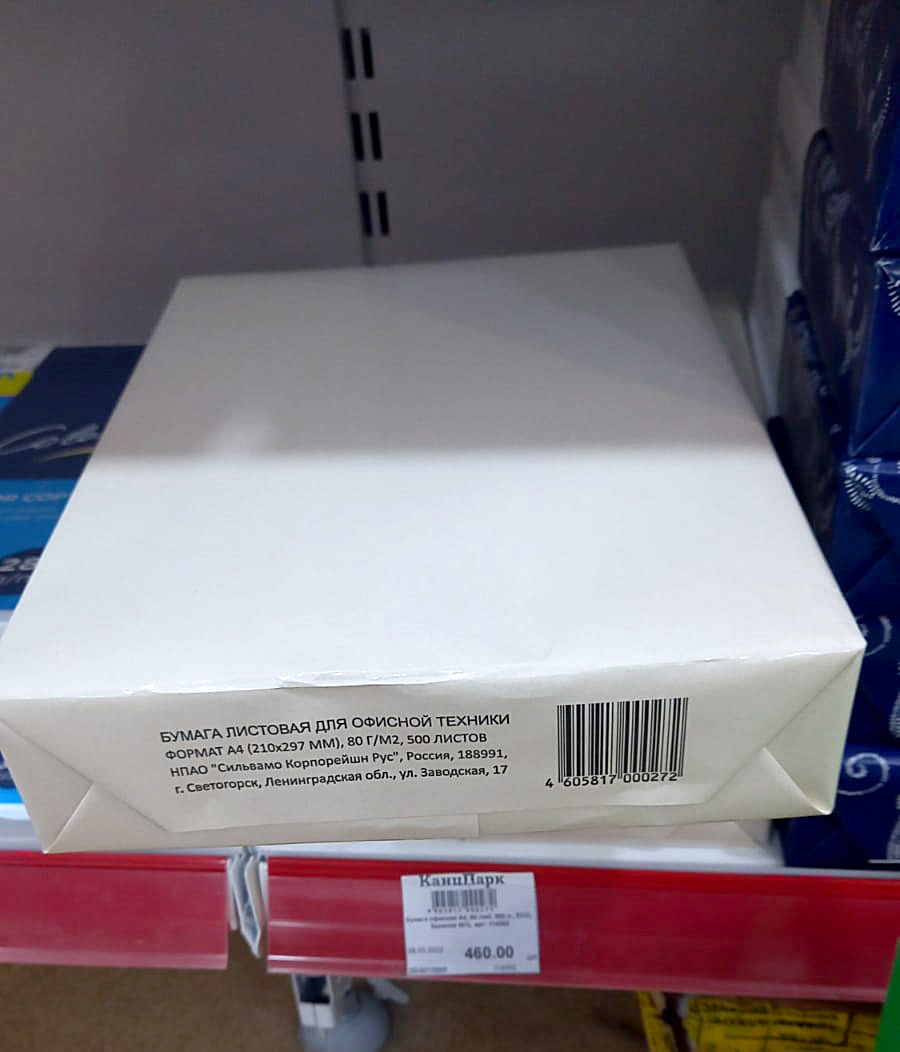 БУМАГА ЛИСТОВАЯ ДЛЯ ОФИСНОЙ ТЕХНИКИ
ФОРМАТ А4 (210х297 ММ), 80 Г/М2, 500 ЛИСТОВ
НПАО "Сильвамо Корпорейшн Рус", Россия, 188991,
г. Светогорск, Ленинградская обл., ул. Заводская, 17
4 605817 000272
КанцПарк
460.00